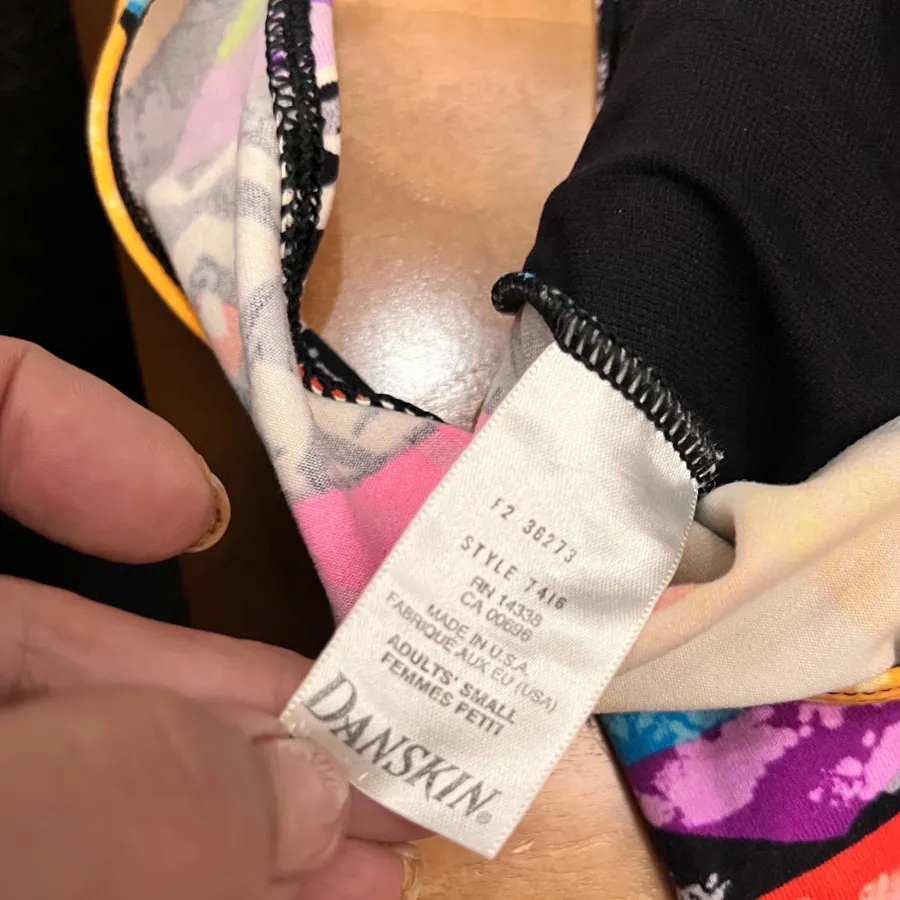 F2 36273
STYLE 7416
RN 14338
CA 00696
MADE IN U.S.A.
FABRIQUE AUX EU (USA)
ADULTS' SMALL
FEMMES PETIT
DANSKIN®